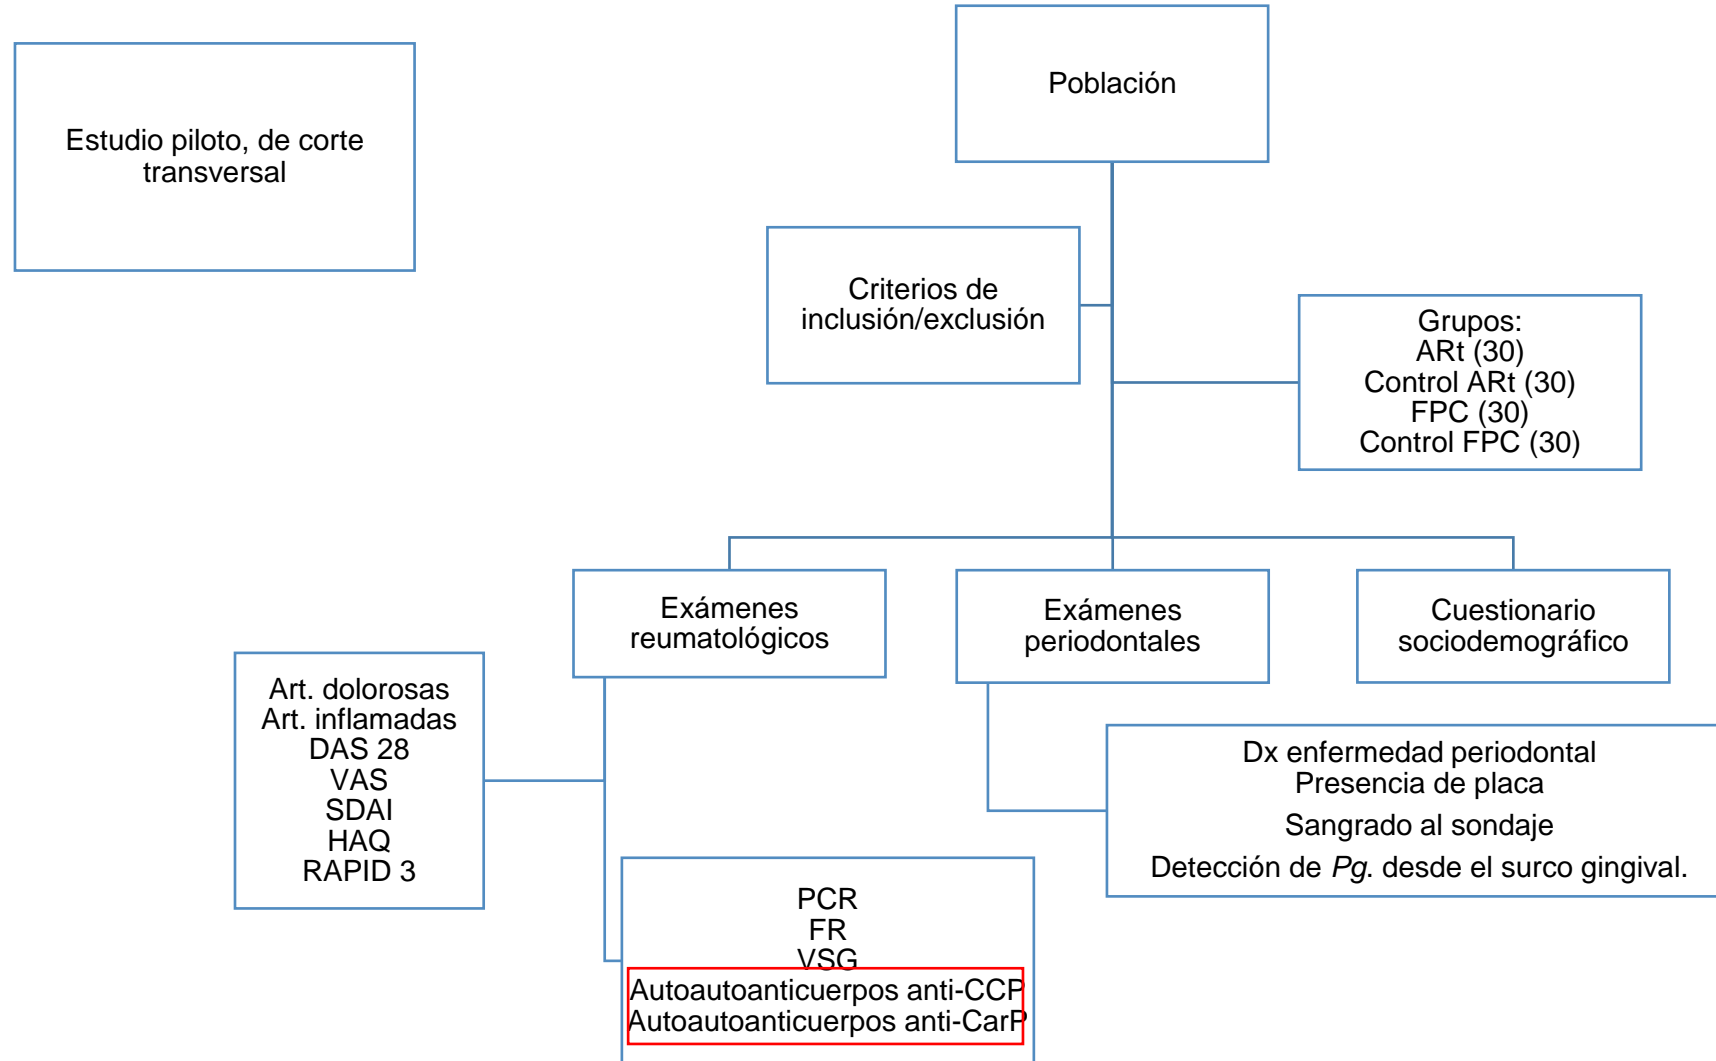 Estudio piloto, de corte
transversal
Población
Criterios de
inclusión/exclusión
Grupos:
ARt (30)
Control ARt (30)
FPC (30)
Control FPC (30)
Exámenes
reumatológicos
Exámenes
periodontales
Cuestionario
sociodemográfico
Art. dolorosas
Art. inflamadas
DAS 28
VAS
SDAI
HAQ
RAPID 3
Dx enfermedad periodontal
Presencia de placa
Sangrado al sondaje
Detección de Pg. desde el surco gingival.
PCR
FR
VSG
Autoautoanticuerpos anti-CCP
Autoautoanticuerpos anti-CarP